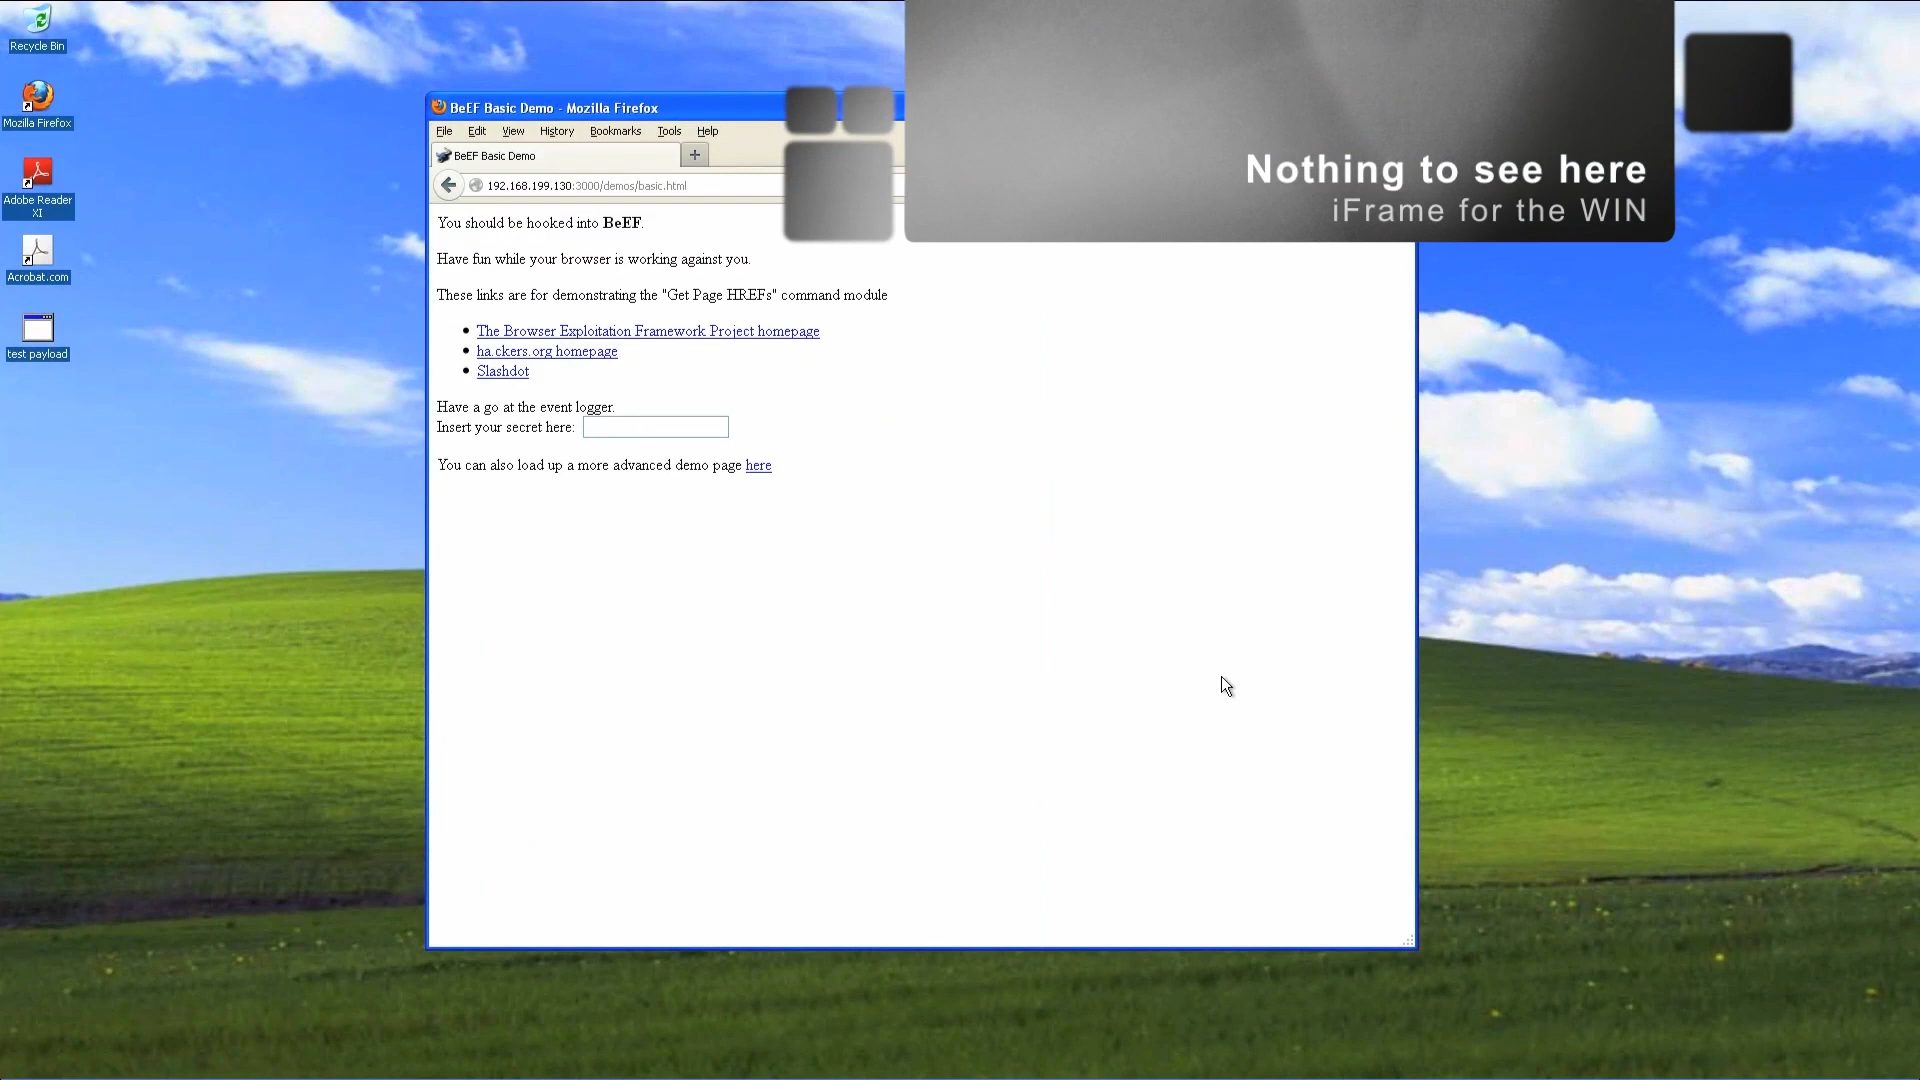 Recycle Bin
Mozilla Firefox
Adobe Reader
XI
Acrobat.com
test payload
Nothing to see here
iFrame for the WIN
BeEF Basic Demo - Mozilla Firefox
File Edit View History Bookmarks Tools Help
BeEF Basic Demo
192.168.199.130:3000/demos/basic.html
You should be hooked into BeEF.
Have fun while your browser is working against you.
These links are for demonstrating the "Get Page HREFs" command module
The Browser Exploitation Framework Project homepage
ha.ckers.org homepage
Slashdot
Have a go at the event logger.
Insert your secret here:
You can also load up a more advanced demo page here